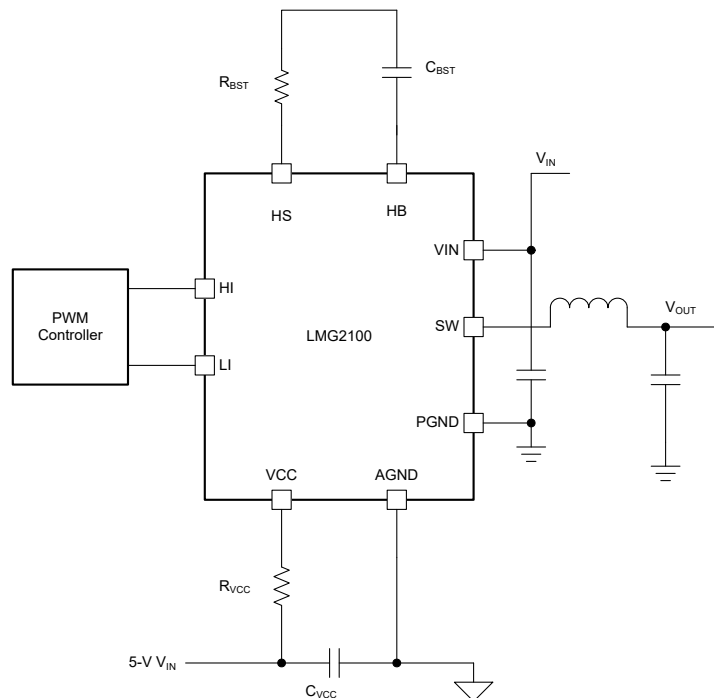 R_BST
C_BST
HS
HB
V_IN
VIN
HI
PWM
Controller
LMG2100
SW
V_OUT
LI
PGND
VCC
AGND
R_VCC
5-V V_IN
C_VCC